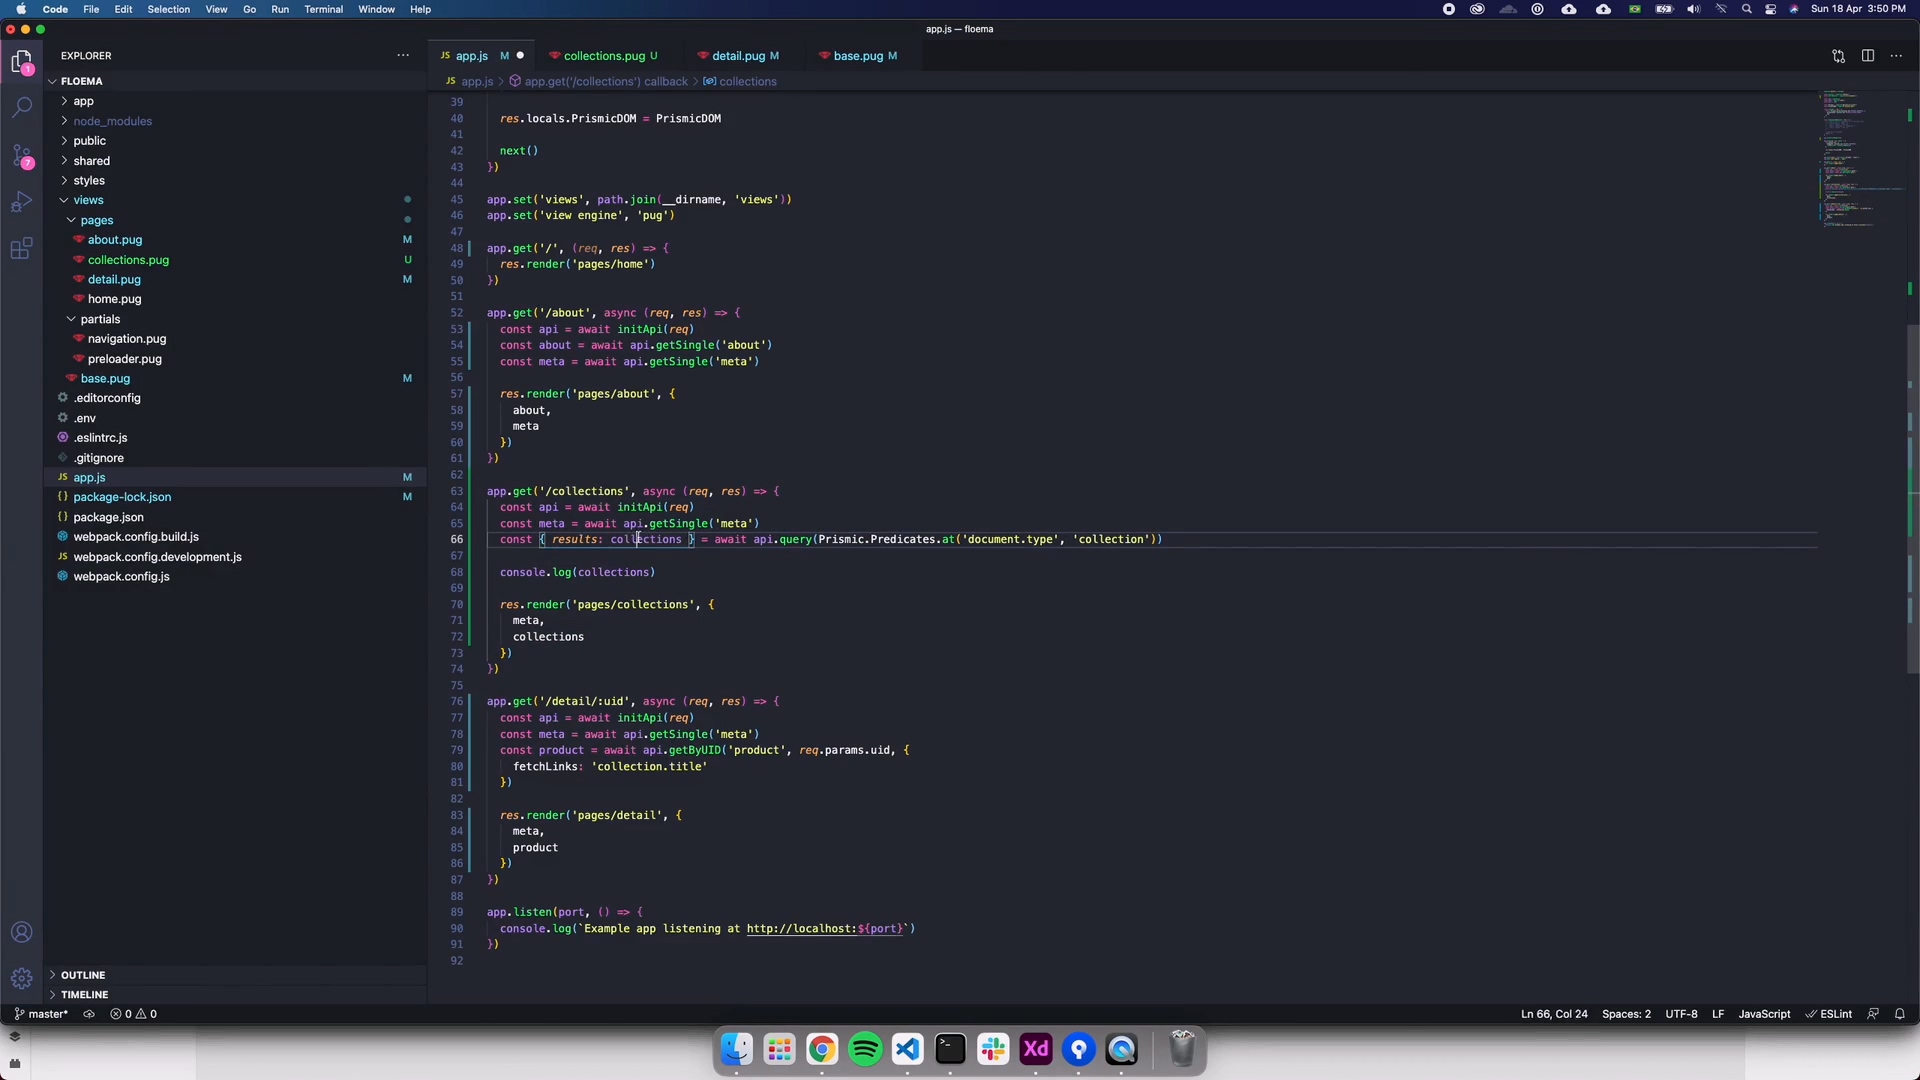 Code File Edit Selection View Go Run Terminal Window Help Sun 18 Apr 3:50 PM
app.js — floema
EXPLORER
JS app.js M
collections.pug U
detail.pug M
base.pug M
FLOEMA
JS app.js > app.get('/collections') callback > collections
app
node_modules
public
shared
styles
views
pages
about.pug M
collections.pug U
detail.pug M
home.pug
partials
navigation.pug
preloader.pug
base.pug M
.editorconfig
.env
.eslintrc.js
.gitignore
JS app.js M
{} package-lock.json M
{} package.json
webpack.config.build.js
JS webpack.config.development.js
webpack.config.js
OUTLINE
TIMELINE
1
7
39
40 res.locals.PrismicDOM = PrismicDOM
41
42 next()
43 })
44
45 app.set('views', path.join(__dirname, 'views'))
46 app.set('view engine', 'pug')
47
48 app.get('/', (req, res) => {
49 res.render('pages/home')
50 })
51
52 app.get('/about', async (req, res) => {
53 const api = await initApi(req)
54 const about = await api.getSingle('about')
55 const meta = await api.getSingle('meta')
56
57 res.render('pages/about', {
58 about,
59 meta
60 })
61 })
62
63 app.get('/collections', async (req, res) => {
64 const api = await initApi(req)
65 const meta = await api.getSingle('meta')
66 const { results: collections } = await api.query(Prismic.Predicates.at('document.type', 'collection'))
67
68 console.log(collections)
69
70 res.render('pages/collections', {
71 meta,
72 collections
73 })
74 })
75
76 app.get('/detail/:uid', async (req, res) => {
77 const api = await initApi(req)
78 const meta = await api.getSingle('meta')
79 const product = await api.getByUID('product', req.params.uid, {
80 fetchLinks: 'collection.title'
81 })
82
83 res.render('pages/detail', {
84 meta,
85 product
86 })
87 })
88
89 app.listen(port, () => {
90 console.log(`Example app listening at http://localhost:${port}`)
91 })
92
master* 0 0 Ln 66, Col 24 Spaces: 2 UTF-8 LF JavaScript ESLint
Xd